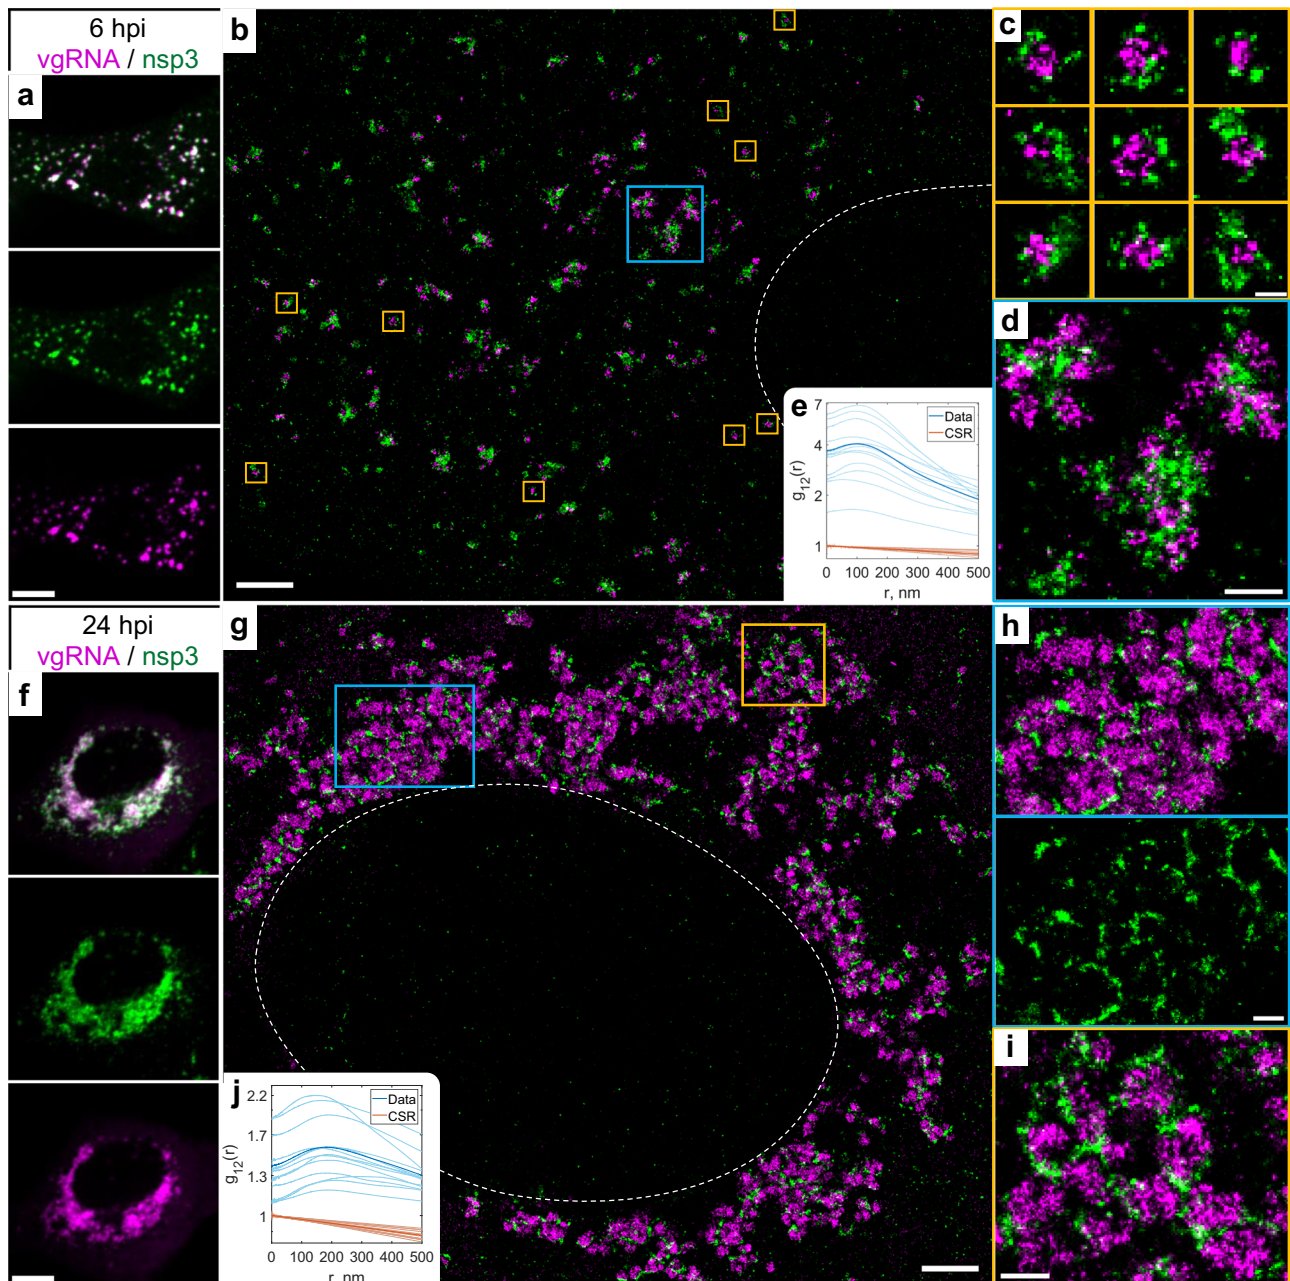 6 hpi
vgRNA / nsp3
a
b
c
d
e
7
4
2
1
g12(r)
Data
CSR
0 100 200 300 400 500
r, nm
24 hpi
vgRNA / nsp3
f
g
h
i
j
2.2
1.7
1.3
1
g12(r)
Data
CSR
0 100 200 300 400 500
r, nm